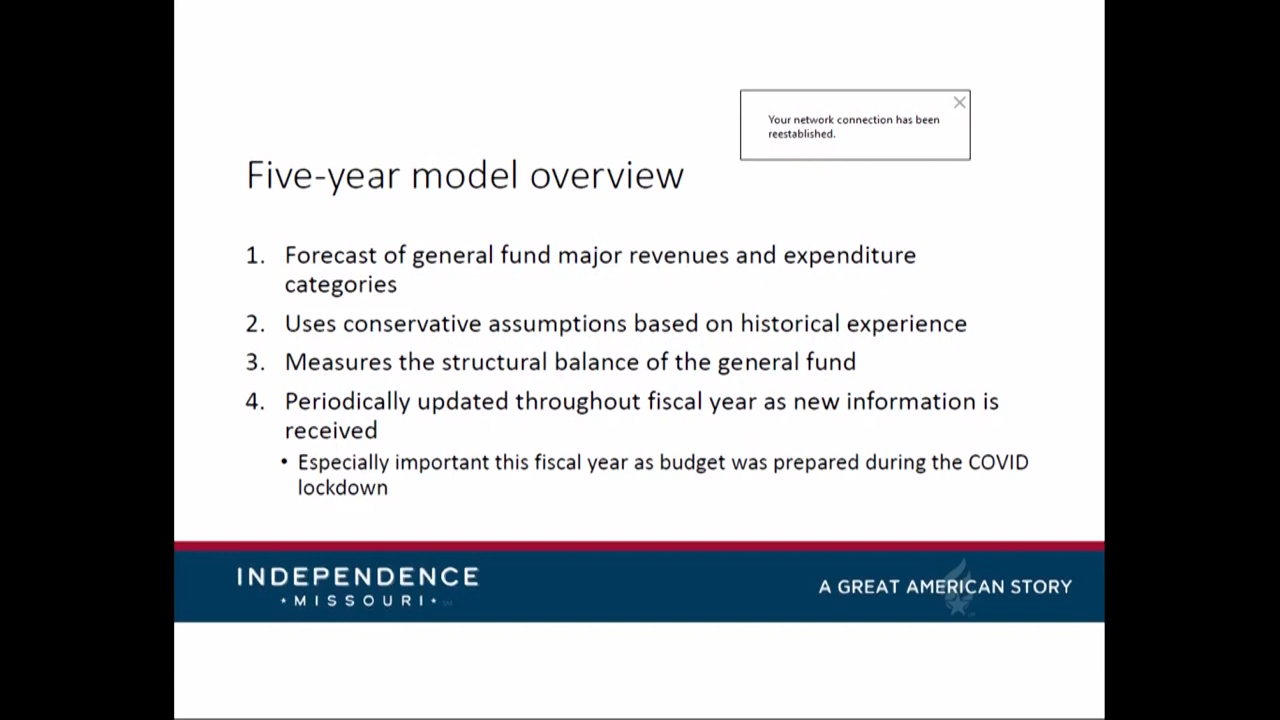 Your network connection has been
reestablished.
Five-year model overview
1. Forecast of general fund major revenues and expenditure
categories
2. Uses conservative assumptions based on historical experience
3. Measures the structural balance of the general fund
4. Periodically updated throughout fiscal year as new information is
received
• Especially important this fiscal year as budget was prepared during the COVID
lockdown
INDEPENDENCE
★ MISSOURI ★
A GREAT AMERICAN STORY